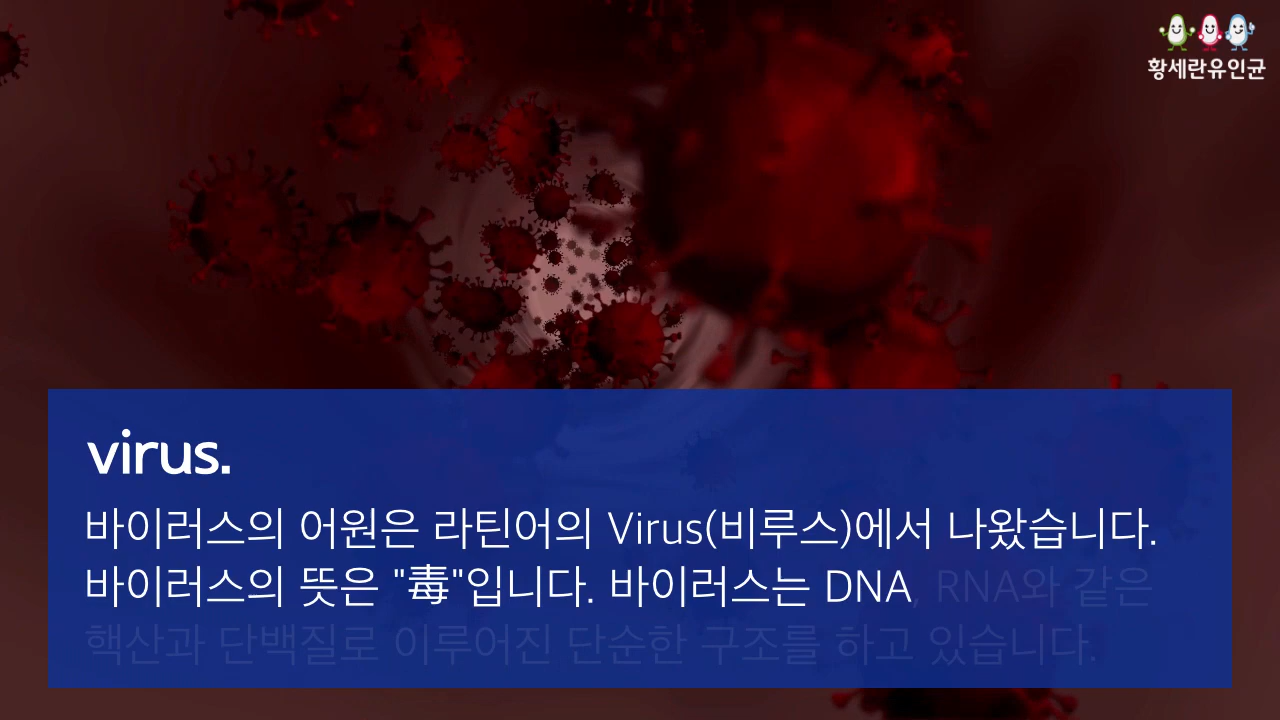 황세란유인균
virus.
바이러스의 어원은 라틴어의 Virus(비루스)에서 나왔습니다.
바이러스의 뜻은 "毒"입니다. 바이러스는 DNA, RNA와 같은
핵산과 단백질로 이루어진 단순한 구조를 하고 있습니다.